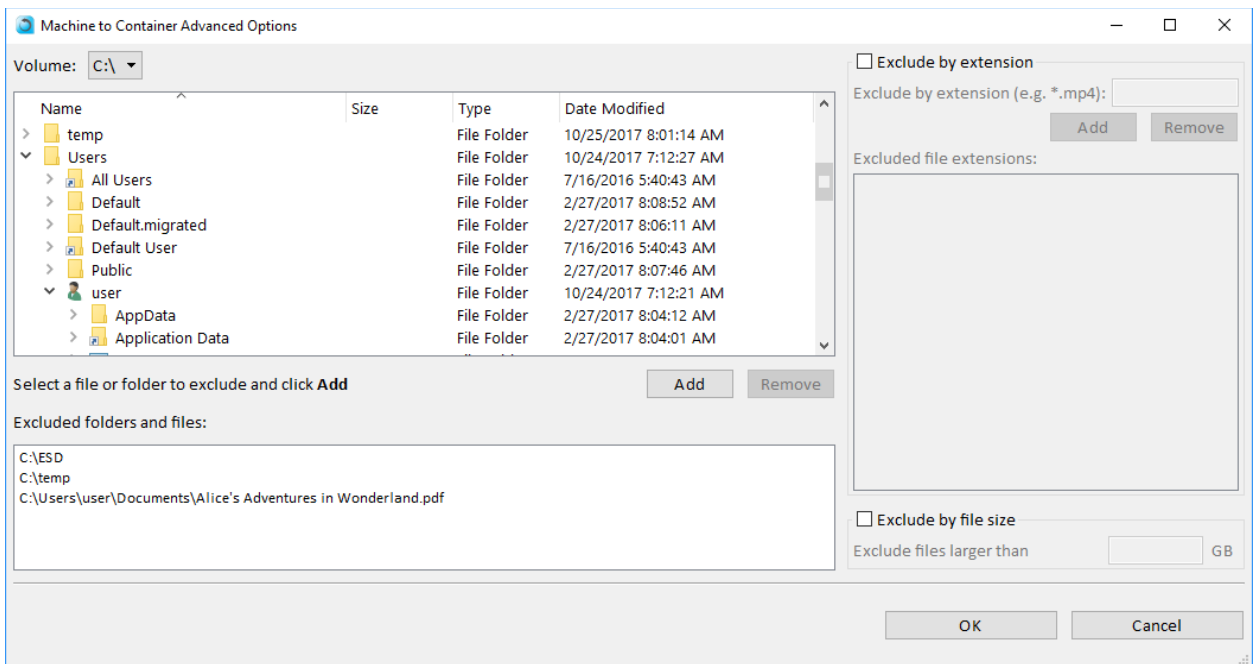 Machine to Container Advanced Options
Volume: C:\
Name Size Type Date Modified
temp File Folder 10/25/2017 8:01:14 AM
Users File Folder 10/24/2017 7:12:27 AM
All Users File Folder 7/16/2016 5:40:43 AM
Default File Folder 2/27/2017 8:08:52 AM
Default.migrated File Folder 2/27/2017 8:06:11 AM
Default User File Folder 7/16/2016 5:40:43 AM
Public File Folder 2/27/2017 8:07:46 AM
user File Folder 10/24/2017 7:12:21 AM
AppData File Folder 2/27/2017 8:04:12 AM
Application Data File Folder 2/27/2017 8:04:01 AM
Select a file or folder to exclude and click Add
Add Remove
Excluded folders and files:
C:\ESD
C:\temp
C:\Users\user\Documents\Alice's Adventures in Wonderland.pdf
Exclude by extension
Exclude by extension (e.g. *.mp4):
Add Remove
Excluded file extensions:
Exclude by file size
Exclude files larger than GB
OK Cancel